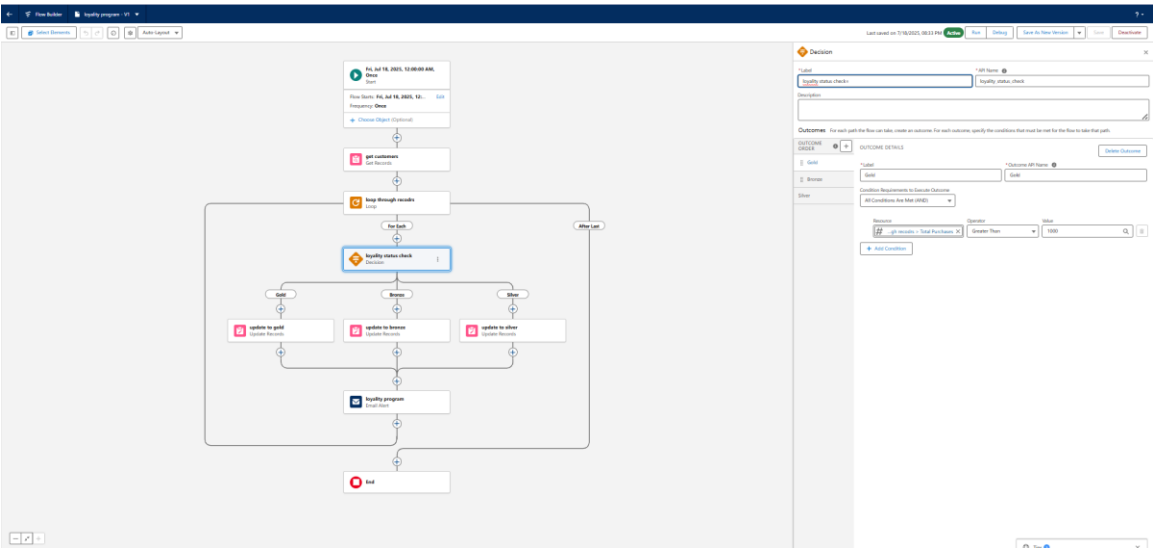 Flow Builder
loyality program - V1
?
Select Elements
Auto-Layout
Last saved on 7/18/2025, 08:23 PM
Active
Run
Debug
Save As New Version
Save
Deactivate
Fri, Jul 18, 2025, 12:00:00 AM,
Once
Start
Flow Starts: Fri, Jul 18, 2025, 12:...
Edit
Frequency: Once
+ Choose Object (Optional)
get customers
Get Records
loop through recodrs
Loop
For Each
After Last
loyality status check
Decision
Gold
Bronze
Silver
update to gold
Update Records
update to bronze
Update Records
update to silver
Update Records
loyality program
Email Alert
End
Decision
*Label
loyality status check<
*API Name
loyality_status_check
Description
Outcomes For each path the flow can take, create an outcome. For each outcome, specify the conditions that must be met for the flow to take that path.
OUTCOME
ORDER
Gold
Bronze
Silver
OUTCOME DETAILS
Delete Outcome
*Label
Gold
*Outcome API Name
Gold
Condition Requirements to Execute Outcome
All Conditions Are Met (AND)
Resource
...gh recodrs > Total Purchases
Operator
Greater Than
Value
1000
+ Add Condition